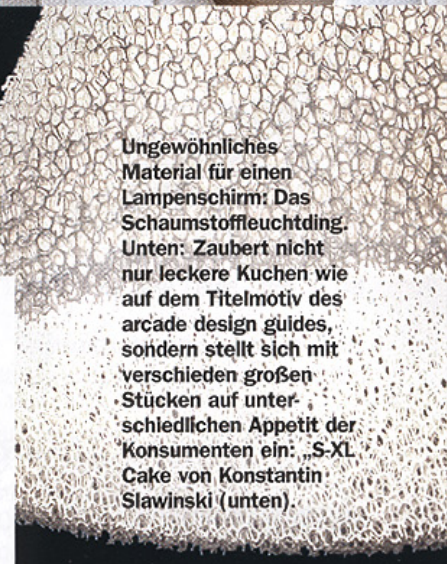 Ungewöhnliches
Material für einen
Lampenschirm: Das
Schaumstoffleuchtding.
Unten: Zaubert nicht
nur leckere Kuchen wie
auf dem Titelmotiv des
arcade design guides,
sondern stellt sich mit
verschieden großen
Stücken auf unter-
schiedlichen Appetit der
Konsumenten ein: „S-XL
Cake von Konstantin
Slawinski (unten).